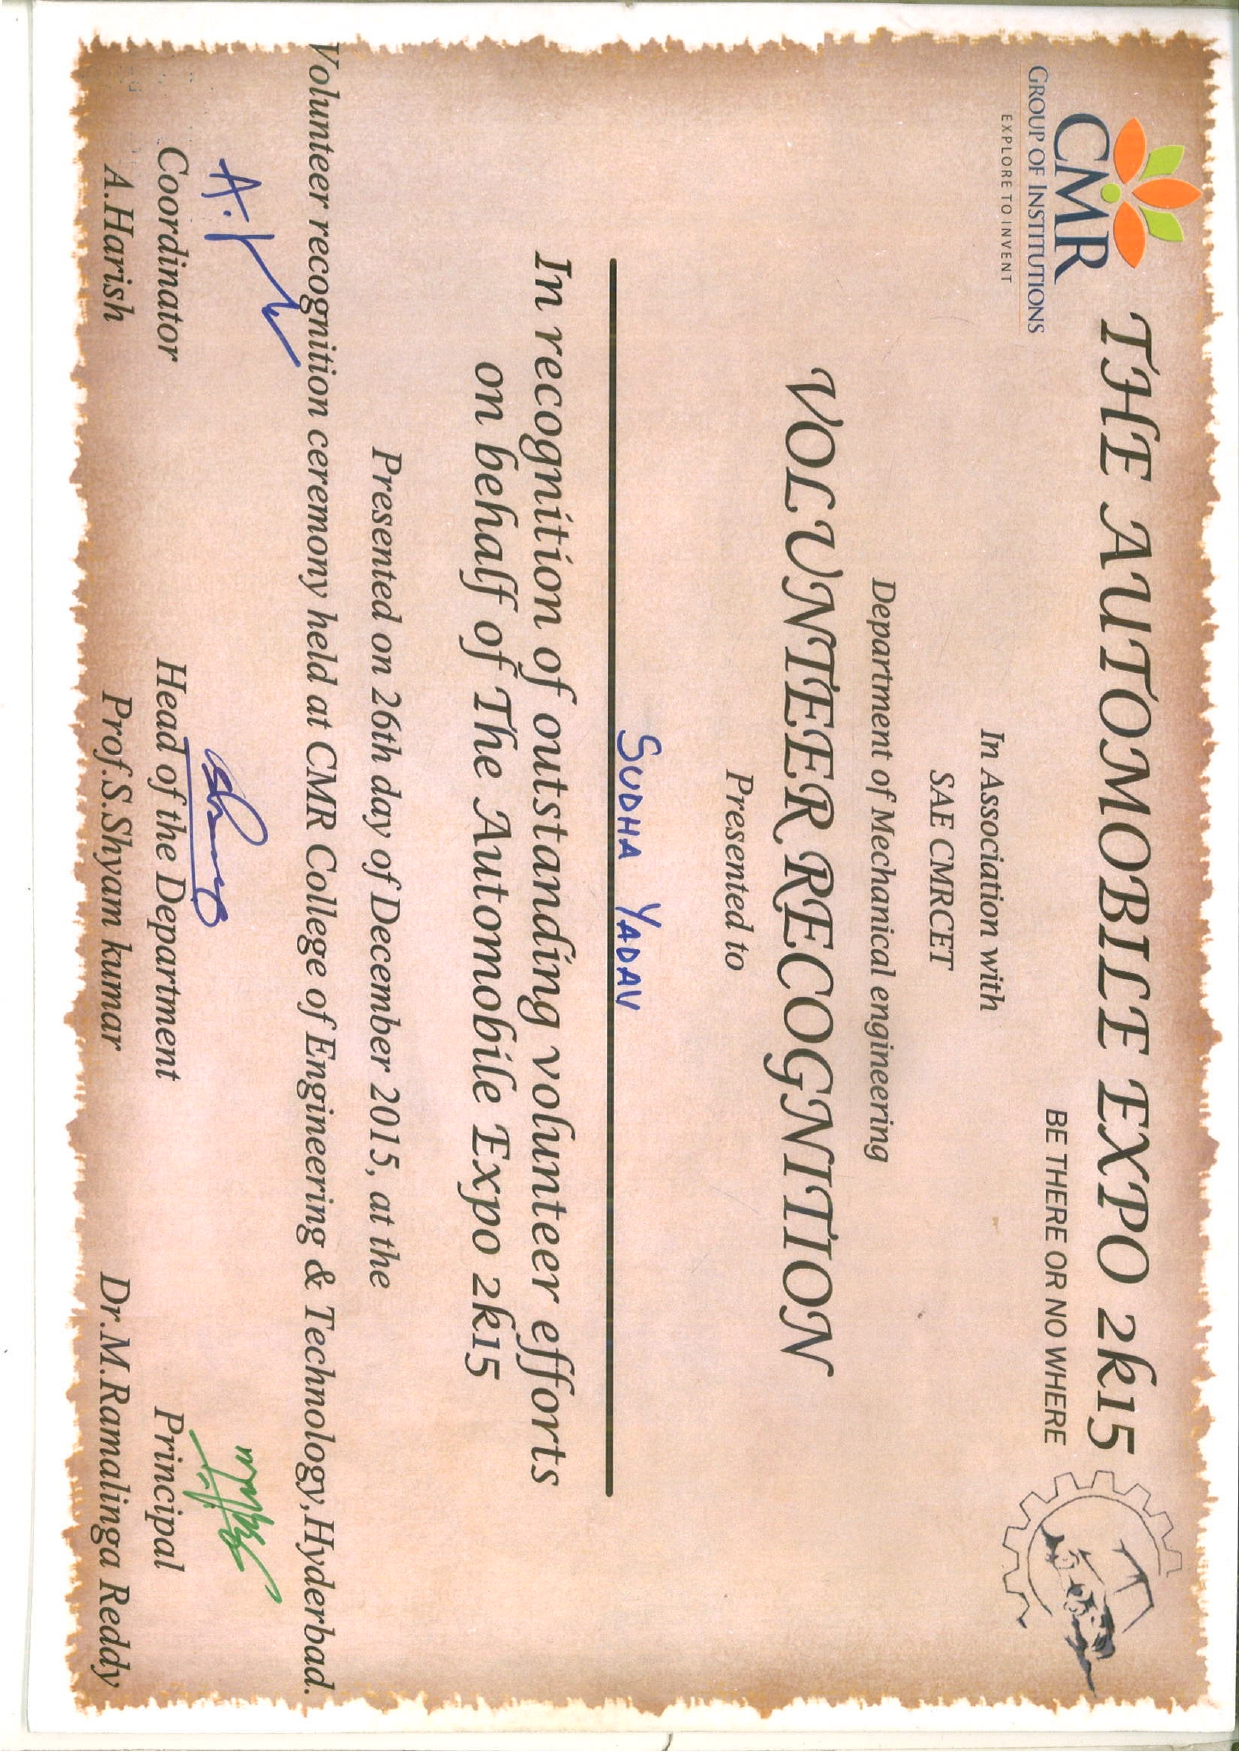 THE AUTOMOBILE EXPO 2k15
BE THERE OR NO WHERE
CMR
GROUP OF INSTITUTIONS
EXPLORE TO INVENT
In Association with
SAE CMRCET
Department of Mechanical engineering
VOLUNTEER RECOGNITION
Presented to
SUDHA YADAV
In recognition of outstanding volunteer efforts
on behalf of The Automobile Expo 2k15
Presented on 26th day of December 2015, at the
Volunteer recognition ceremony held at CMR College of Engineering & Technology,Hyderbad.
Coordinator Head of the Department Principal
A.Harish Prof.S.Shyam kumar Dr.M.Ramalinga Reddy